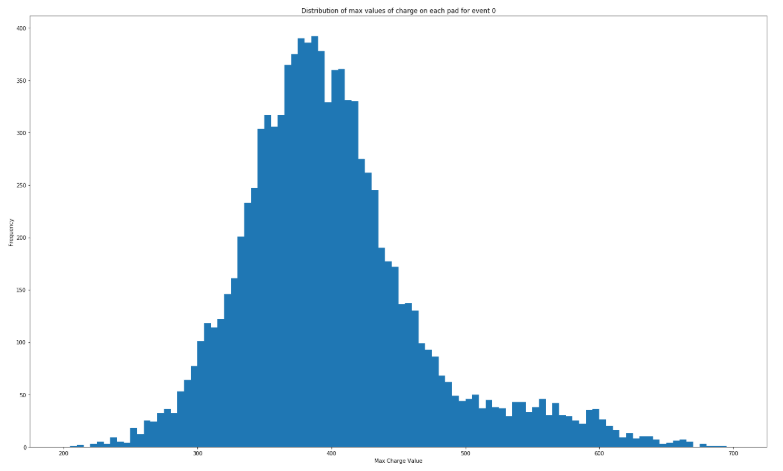 Distribution of max values of charge on each pad for event 0
400
350
300
250
200
150
100
50
0
Frequency
200 300 400 500 600 700
Max Charge Value